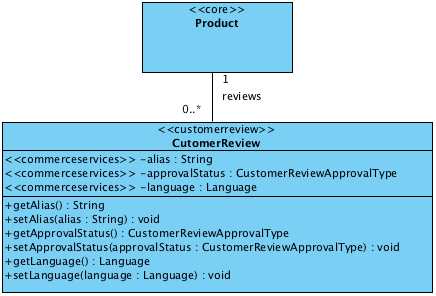 <<core>>
Product
1
reviews
0..*
<<customerreview>>
CutomerReview
<<commerceservices>> -alias : String
<<commerceservices>> -approvalStatus : CustomerReviewApprovalType
<<commerceservices>> -language : Language
+getAlias() : String
+setAlias(alias : String) : void
+getApprovalStatus() : CustomerReviewApprovalType
+setApprovalStatus(approvalStatus : CustomerReviewApprovalType) : void
+getLanguage() : Language
+setLanguage(language : Language) : void